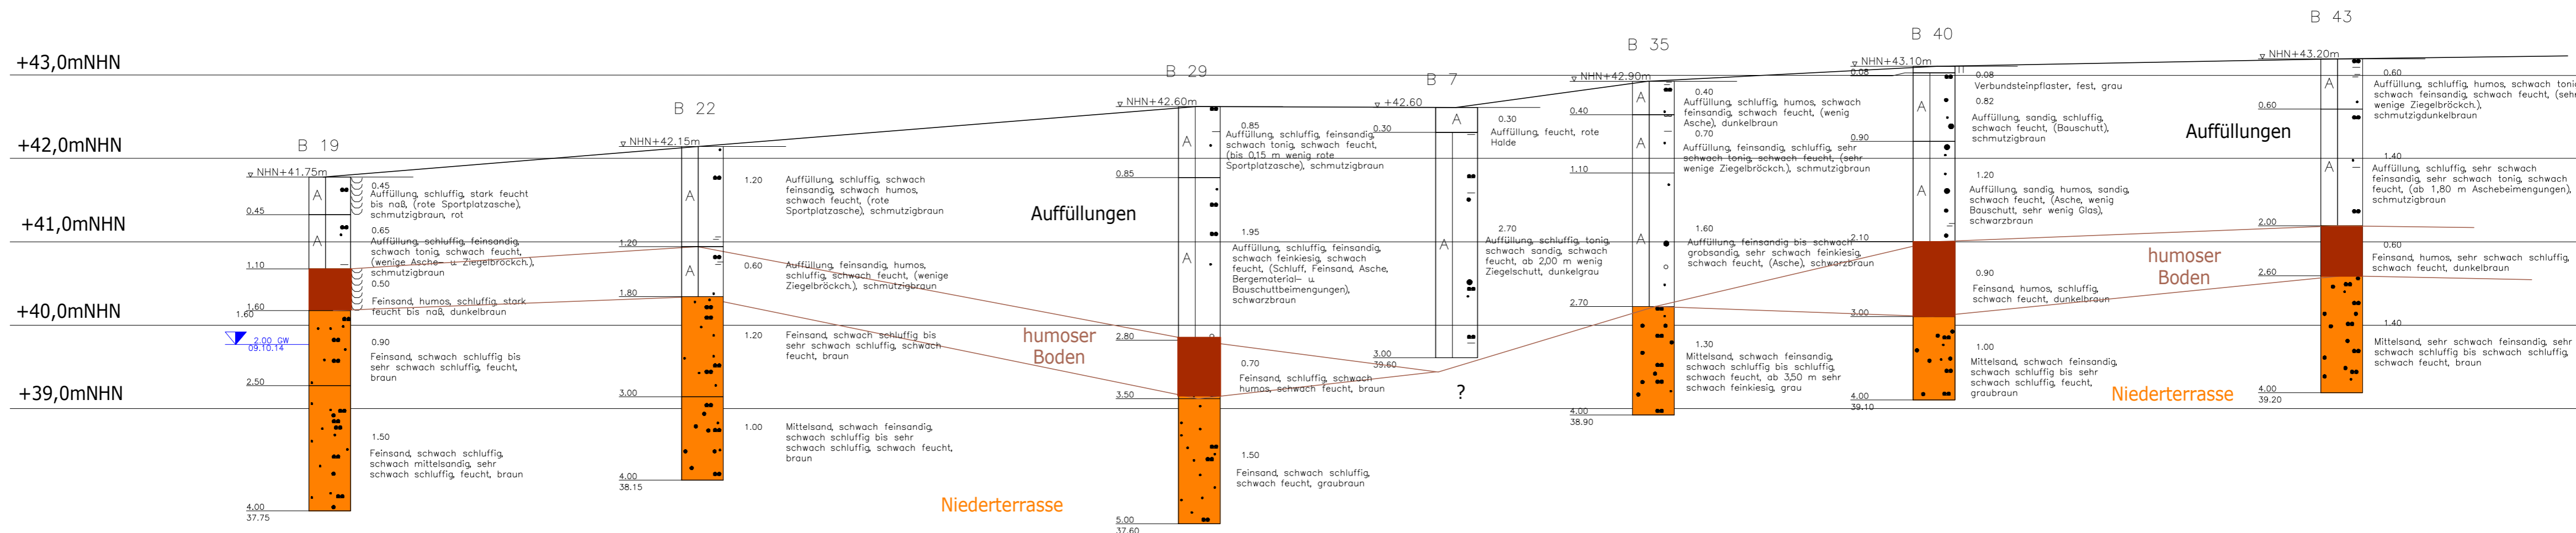 +43,0mNHN
+42,0mNHN
+41,0mNHN
+40,0mNHN
+39,0mNHN
B 19
NHN+41.75m
0.45
1.10
1.60
1.60
2.00 GW
09.10.14
2.50
4.00
37.75
A
A
0.45
Auffüllung, schluffig, stark feucht
bis naß, (rote Sportplatzasche),
schmutzigbraun, rot
0.65
Auffüllung, schluffig, feinsandig,
schwach tonig, schwach feucht,
(wenige Asche- u. Ziegelbröckch.),
schmutzigbraun
0.50
Feinsand, humos, schluffig, stark
feucht bis naß, dunkelbraun
0.90
Feinsand, schwach schluffig bis
sehr schwach schluffig, feucht,
braun
1.50
Feinsand, schwach schluffig,
schwach mittelsandig, sehr
schwach schluffig, feucht, braun
B 22
NHN+42.15m
1.20
1.80
3.00
4.00
38.15
A
A
1.20 Auffüllung, schluffig, schwach
feinsandig, schwach humos,
schwach feucht, (rote
Sportplatzasche), schmutzigbraun
0.60 Auffüllung, feinsandig, humos,
schluffig, schwach feucht, (wenige
Ziegelbröckch.), schmutzigbraun
1.20 Feinsand, schwach schluffig bis
sehr schwach schluffig, schwach
feucht, braun
1.00 Mittelsand, schwach feinsandig,
schwach schluffig bis sehr
schwach schluffig, schwach feucht,
braun
Niederterrasse
Auffüllungen
humoser
Boden
B 29
NHN+42.60m
0.85
2.80
3.50
5.00
37.60
A
A
0.85
Auffüllung, schluffig, feinsandig,
schwach tonig, schwach feucht,
(bis 0,15 m wenig rote
Sportplatzasche), schmutzigbraun
1.95
Auffüllung, schluffig, feinsandig,
schwach feinkiesig, schwach
feucht, (Schluff, Feinsand, Asche,
Bergematerial- u.
Bauschuttbeimengungen),
schwarzbraun
0.70
Feinsand, schluffig, schwach
humos, schwach feucht, braun
1.50
Feinsand, schwach schluffig,
schwach feucht, graubraun
B 7
+42.60
0.30
3.00
39.60
A
A
?
0.30
Auffüllung, feucht, rote
Halde
2.70
Auffüllung, schluffig, tonig,
schwach sandig, schwach
feucht, ab 2,00 m wenig
Ziegelschutt, dunkelgrau
B 35
NHN+42.90m
0.40
1.10
2.70
4.00
38.90
A
A
A
0.40
Auffüllung, schluffig, humos, schwach
feinsandig, schwach feucht, (wenig
Asche), dunkelbraun
0.70
Auffüllung, feinsandig, schluffig, sehr
schwach tonig, schwach feucht, (sehr
wenige Ziegelbröckch.), schmutzigbraun
1.60
Auffüllung, feinsandig bis schwach
grobsandig, sehr schwach feinkiesig,
schwach feucht, (Asche), schwarzbraun
1.30
Mittelsand, schwach feinsandig,
schwach schluffig bis schluffig,
schwach feucht, ab 3,50 m sehr
schwach feinkiesig, grau
B 40
NHN+43.10m
0.08
0.90
2.10
3.00
4.00
39.10
A
A
0.08
Verbundsteinpflaster, fest, grau
0.82
Auffüllung, sandig, schluffig,
schwach feucht, (Bauschutt),
schmutzigbraun
1.20
Auffüllung, sandig, humos, sandig,
schwach feucht, (Asche, wenig
Bauschutt, sehr wenig Glas),
schwarzbraun
0.90
Feinsand, humos, schluffig,
schwach feucht, dunkelbraun
1.00
Mittelsand, schwach feinsandig,
schwach schluffig bis sehr
schwach schluffig, feucht,
graubraun
Auffüllungen
humoser
Boden
Niederterrasse
B 43
NHN+43.20m
0.60
2.00
2.60
4.00
39.20
A
A
0.60
Auffüllung, schluffig, humos, schwach tonig,
schwach feinsandig, schwach feucht, (sehr
wenige Ziegelbröckch.),
schmutzigdunkelbraun
1.40
Auffüllung, schluffig, sehr schwach
feinsandig, sehr schwach tonig, schwach
feucht, (ab 1,80 m Aschebeimengungen),
schmutzigbraun
0.60
Feinsand, humos, sehr schwach schluffig,
schwach feucht, dunkelbraun
1.40
Mittelsand, sehr schwach feinsandig, sehr
schwach schluffig bis schwach schluffig,
schwach feucht, braun